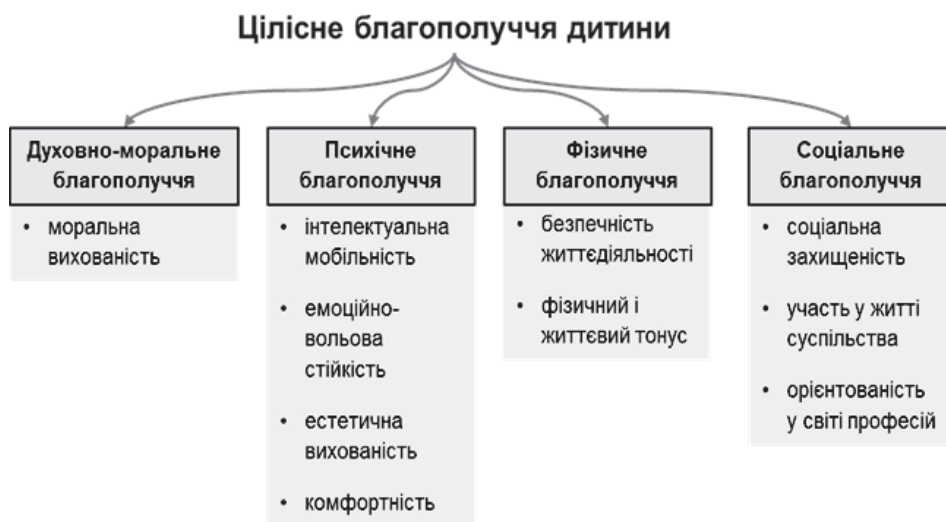 Цілісне благополуччя дитини
Духовно-моральне
благополуччя
• моральна
вихованість
Психічне
благополуччя
• інтелектуальна
мобільність
• емоційно-
вольова
стійкість
• естетична
вихованість
• комфортність
Фізичне
благополуччя
• безпечність
життєдіяльності
• фізичний і
життєвий тонус
Соціальне
благополуччя
• соціальна
захищеність
• участь у житті
суспільства
• орієнтованість
у світі професій